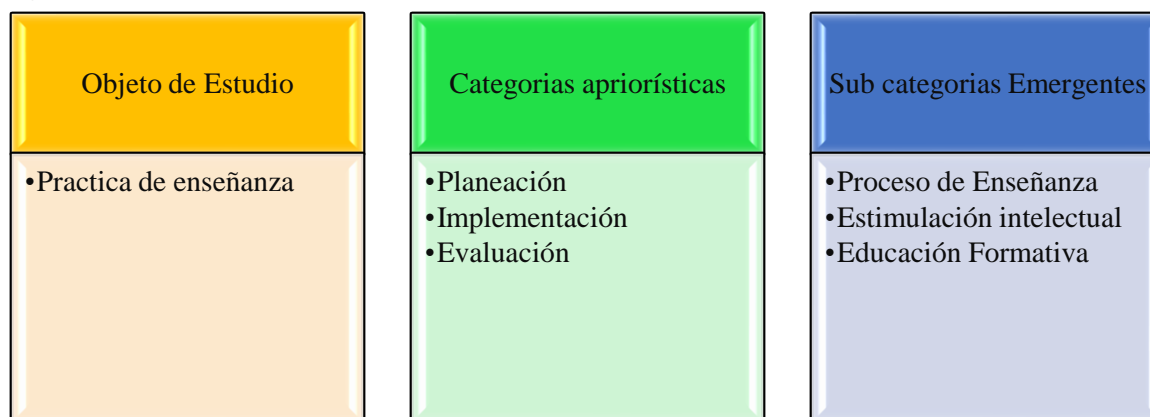 Objeto de Estudio
•Practica de enseñanza
Categorias apriorísticas
•Planeación
•Implementación
•Evaluación
Sub categorias Emergentes
•Proceso de Enseñanza
•Estimulación intelectual
•Educación Formativa